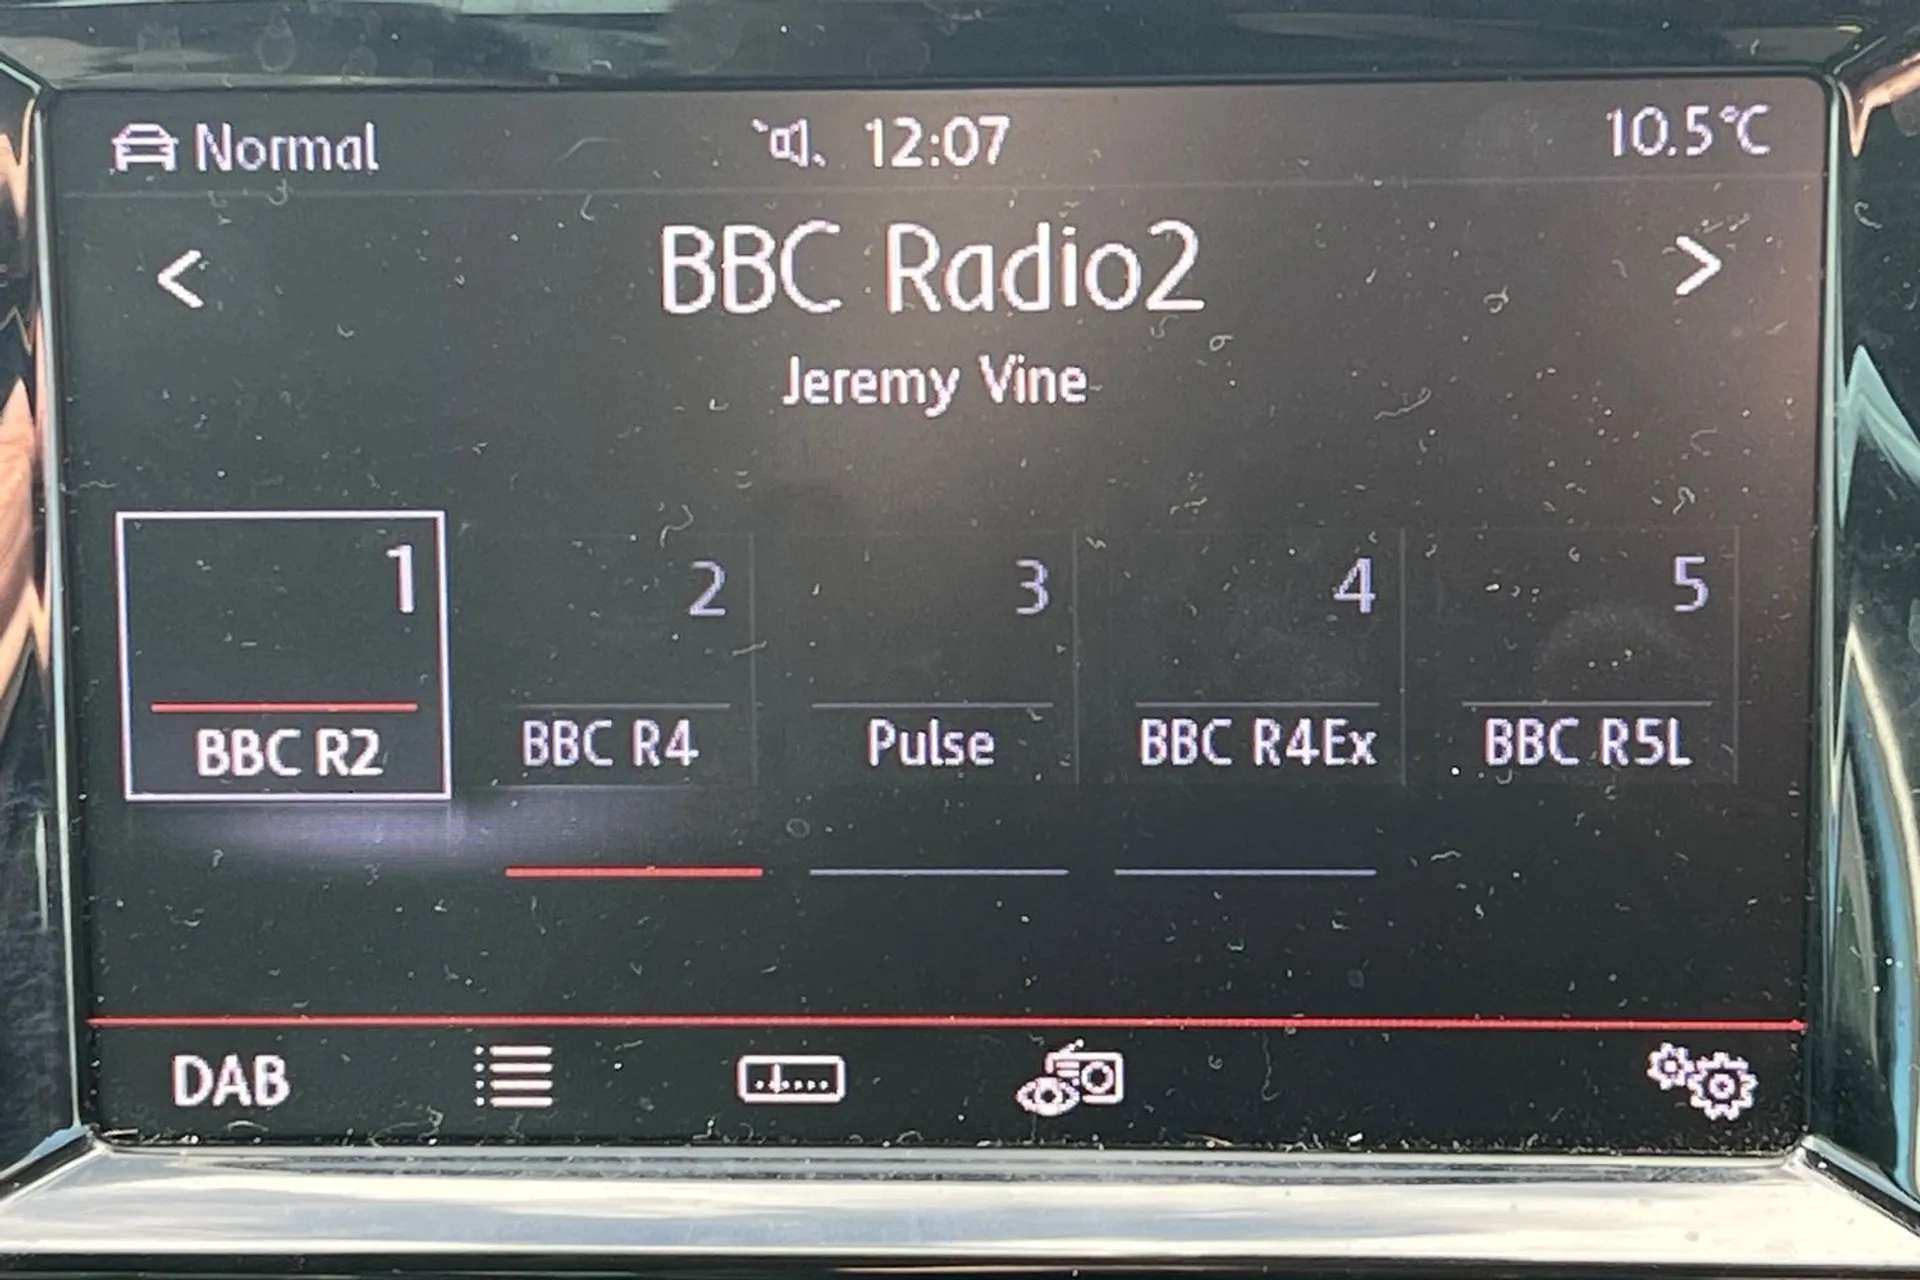 Normal 12:07 10.5°C
< BBC Radio2 >
Jeremy Vine
1 2 3 4 5
BBC R2 BBC R4 Pulse BBC R4Ex BBC R5L
DAB